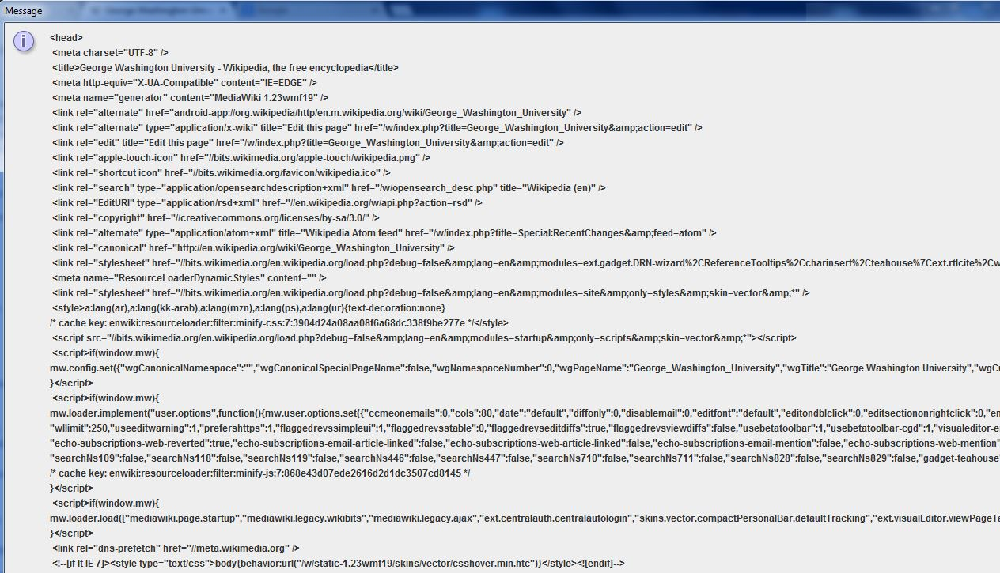 Message
George Washington Uni
<head>
<meta charset="UTF-8" />
<title>George Washington University - Wikipedia, the free encyclopedia</title>
<meta http-equiv="X-UA-Compatible" content="IE=EDGE" />
<meta name="generator" content="MediaWiki 1.23wmf19" />
<link rel="alternate" href="android-app://org.wikipedia/http/en.m.wikipedia.org/wiki/George_Washington_University" />
<link rel="alternate" type="application/x-wiki" title="Edit this page" href="/w/index.php?title=George_Washington_University&amp;action=edit" />
<link rel="edit" title="Edit this page" href="/w/index.php?title=George_Washington_University&amp;action=edit" />
<link rel="apple-touch-icon" href="//bits.wikimedia.org/apple-touch/wikipedia.png" />
<link rel="shortcut icon" href="//bits.wikimedia.org/favicon/wikipedia.ico" />
<link rel="search" type="application/opensearchdescription+xml" href="/w/opensearch_desc.php" title="Wikipedia (en)" />
<link rel="EditURI" type="application/rsd+xml" href="//en.wikipedia.org/w/api.php?action=rsd" />
<link rel="copyright" href="//creativecommons.org/licenses/by-sa/3.0/" />
<link rel="alternate" type="application/atom+xml" title="Wikipedia Atom feed" href="/w/index.php?title=Special:RecentChanges&amp;feed=atom" />
<link rel="canonical" href="http://en.wikipedia.org/wiki/George_Washington_University" />
<link rel="stylesheet" href="//bits.wikimedia.org/en.wikipedia.org/load.php?debug=false&amp;lang=en&amp;modules=ext.gadget.DRN-wizard%2CReferenceTooltips%2Ccharinsert%2Cteahouse%7Cext.rtlcite%2Cw
<meta name="ResourceLoaderDynamicStyles" content="" />
<link rel="stylesheet" href="//bits.wikimedia.org/en.wikipedia.org/load.php?debug=false&amp;lang=en&amp;modules=site&amp;only=styles&amp;skin=vector&amp;*" />
<style>a:lang(ar),a:lang(kk-arab),a:lang(mzn),a:lang(ps),a:lang(ur){text-decoration:none}
/* cache key: enwiki:resourceloader:filter:minify-css:7:3904d24a08aa08f6a68dc338f9be277e */</style>
<script src="//bits.wikimedia.org/en.wikipedia.org/load.php?debug=false&amp;lang=en&amp;modules=startup&amp;only=scripts&amp;skin=vector&amp;*"></script>
<script>if(window.mw){
mw.config.set({"wgCanonicalNamespace":"","wgCanonicalSpecialPageName":false,"wgNamespaceNumber":0,"wgPageName":"George_Washington_University","wgTitle":"George Washington University","wgCu
}</script>
<script>if(window.mw){
mw.loader.implement("user.options",function(){mw.user.options.set({"ccmeonemails":0,"cols":80,"date":"default","diffonly":0,"disablemail":0,"editfont":"default","editondblclick":0,"editsectiononrightclick":0,"en
"wllimit":250,"useeditwarning":1,"prefershttps":1,"flaggedrevssimpleui":1,"flaggedrevsstable":0,"flaggedrevseditdiffs":true,"flaggedrevsviewdiffs":false,"usebetatoolbar":1,"usebetatoolbar-cgd":1,"visualeditor-e
"echo-subscriptions-web-reverted":true,"echo-subscriptions-email-article-linked":false,"echo-subscriptions-web-article-linked":false,"echo-subscriptions-email-mention":false,"echo-subscriptions-web-mention"
"searchNs109":false,"searchNs118":false,"searchNs119":false,"searchNs446":false,"searchNs447":false,"searchNs710":false,"searchNs711":false,"searchNs828":false,"searchNs829":false,"gadget-teahouse"
/* cache key: enwiki:resourceloader:filter:minify-js:7:868e43d07ede2616d2d1dc3507cd8145 */
}</script>
<script>if(window.mw){
mw.loader.load(["mediawiki.page.startup","mediawiki.legacy.wikibits","mediawiki.legacy.ajax","ext.centralauth.centralautologin","skins.vector.compactPersonalBar.defaultTracking","ext.visualEditor.viewPageTa
}</script>
<link rel="dns-prefetch" href="//meta.wikimedia.org" />
<!--[if lt IE 7]><style type="text/css">body{behavior:url("/w/static-1.23wmf19/skins/vector/csshover.min.htc")}</style><![endif]-->